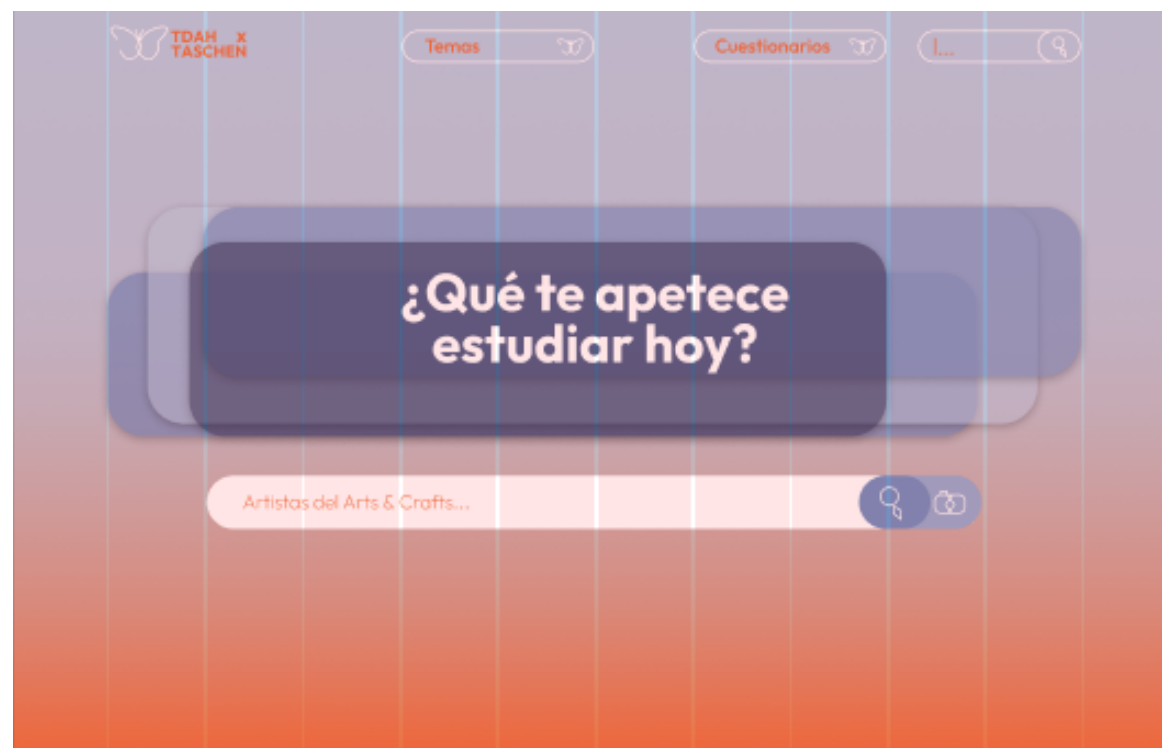 TDAH x
TASCHEN
Temas
Cuestionarios
|...
¿Qué te apetece
estudiar hoy?
Artistas del Arts & Crafts...